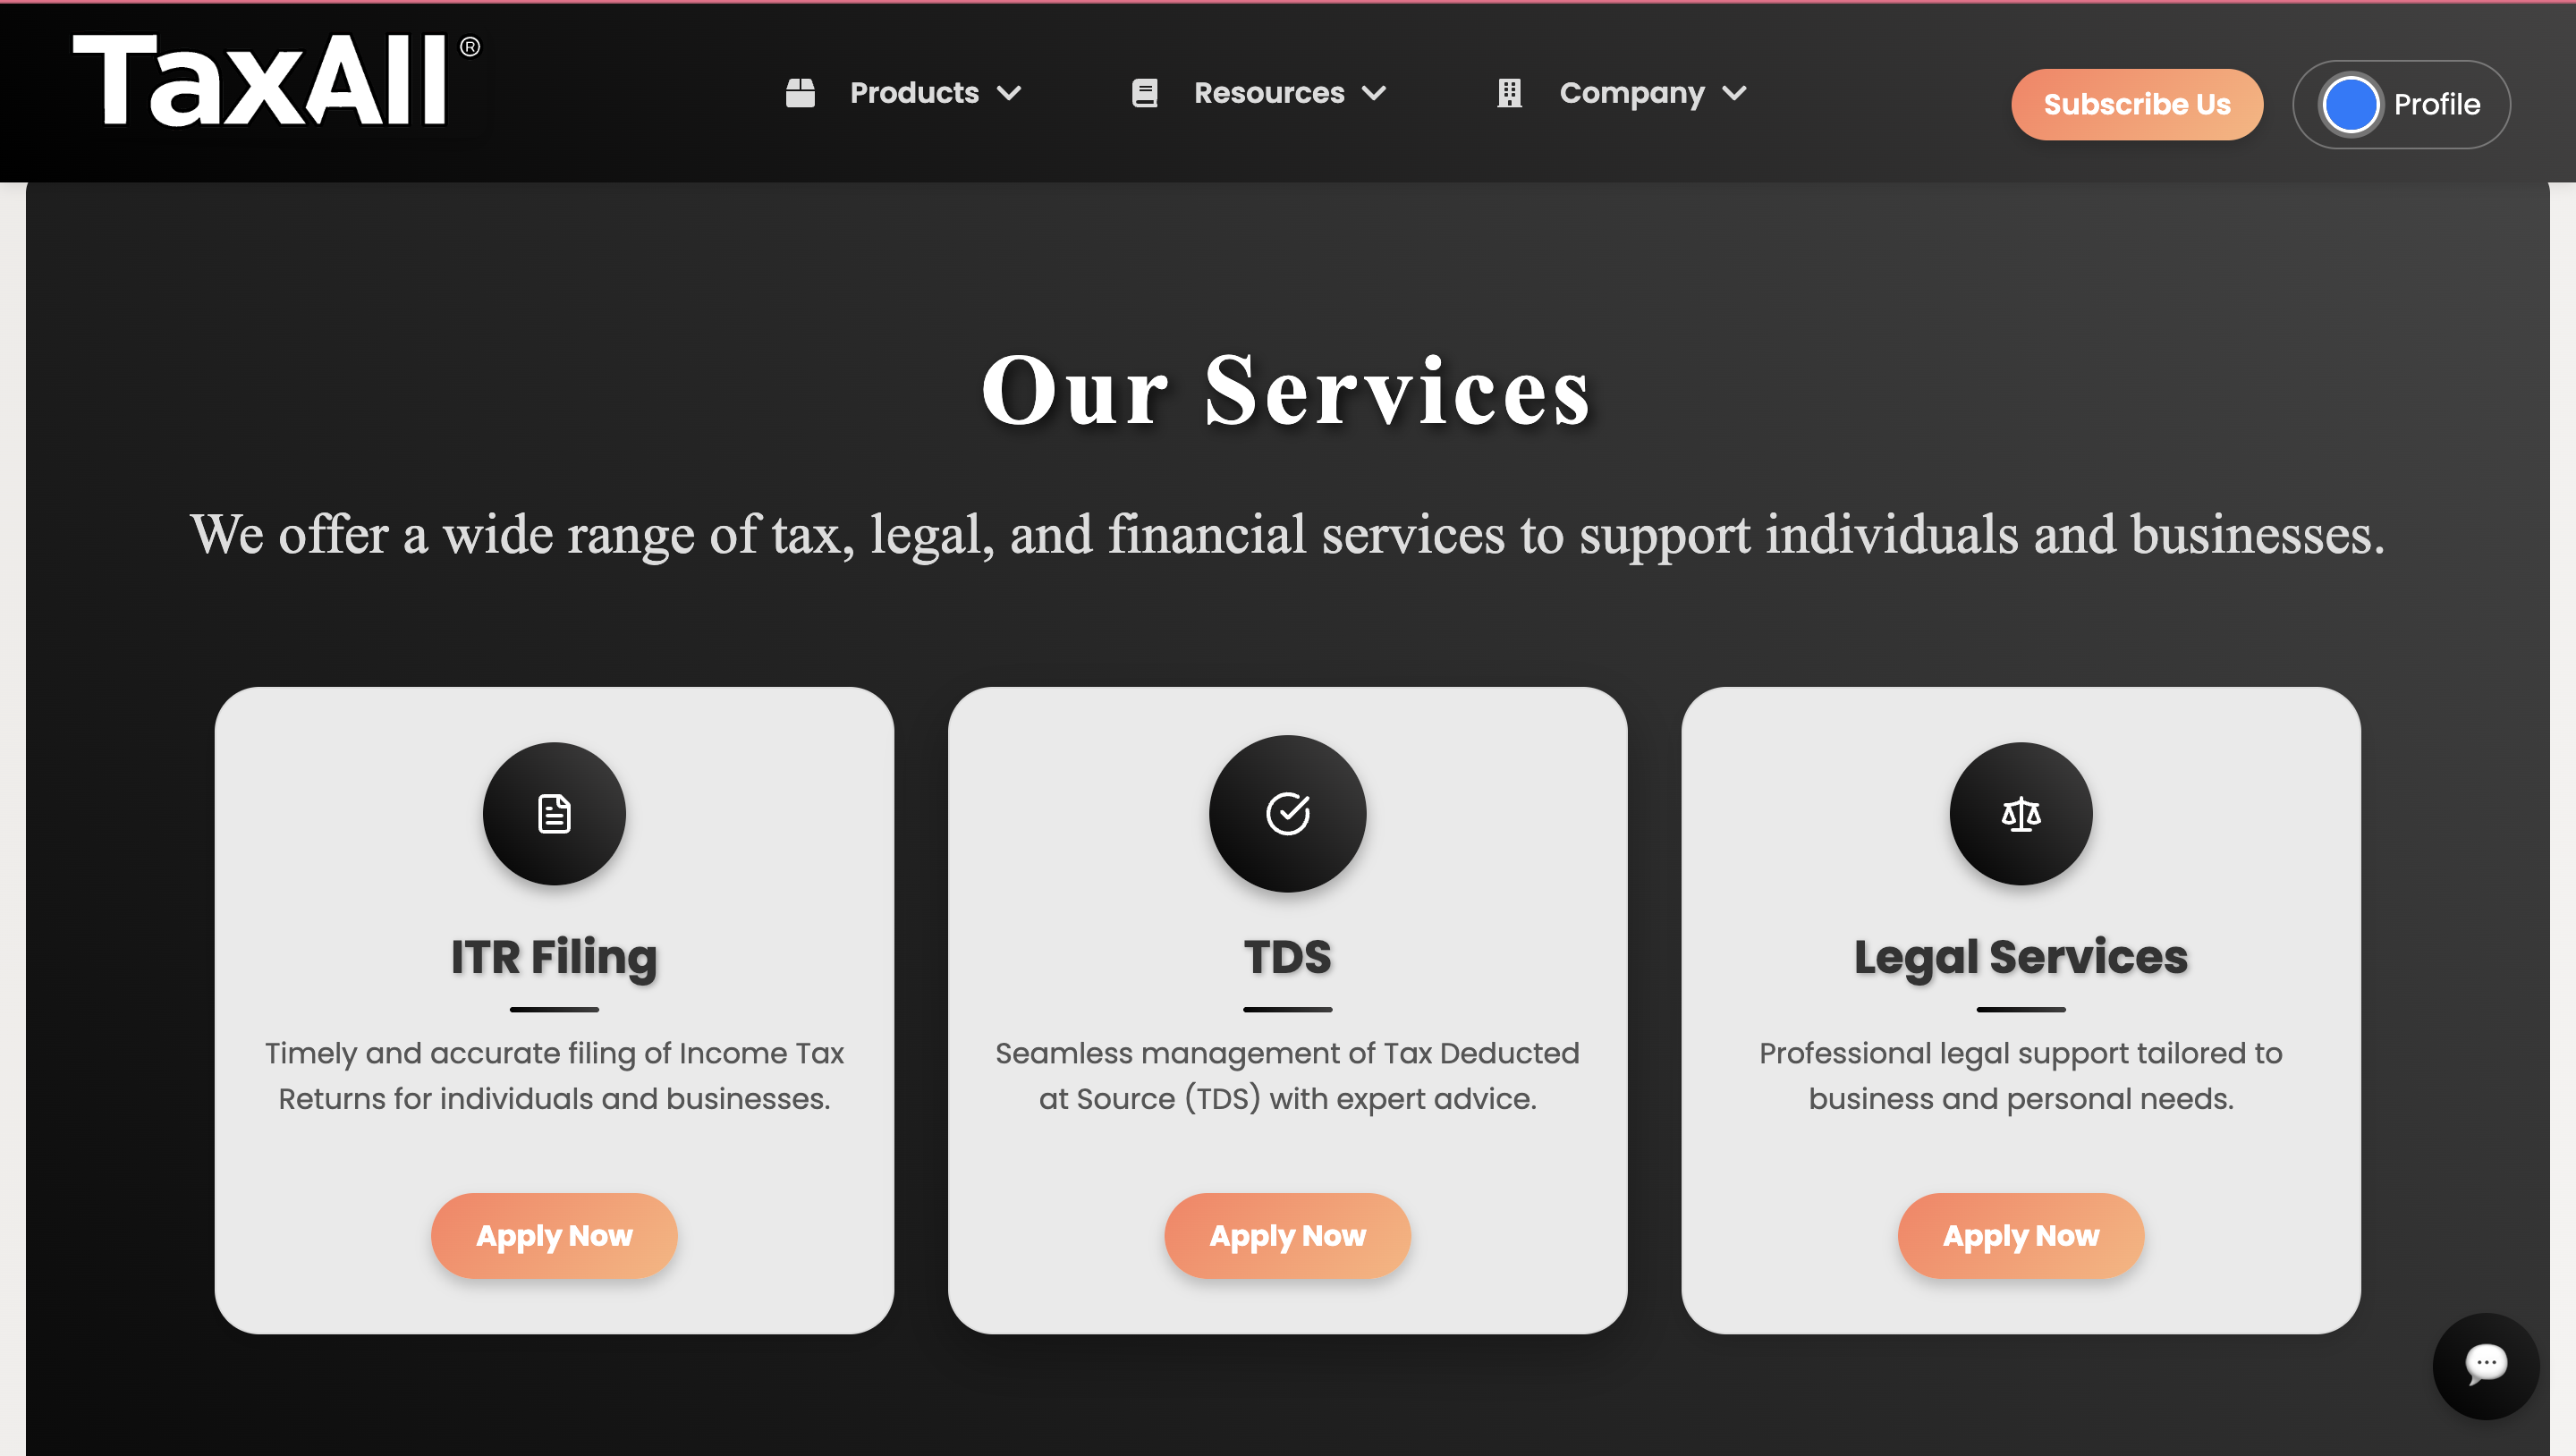 TaxAll®
Products
Resources
Company
Subscribe Us
Profile
Our Services
We offer a wide range of tax, legal, and financial services to support individuals and businesses.
ITR Filing
Timely and accurate filing of Income Tax
Returns for individuals and businesses.
Apply Now
TDS
Seamless management of Tax Deducted
at Source (TDS) with expert advice.
Apply Now
Legal Services
Professional legal support tailored to
business and personal needs.
Apply Now